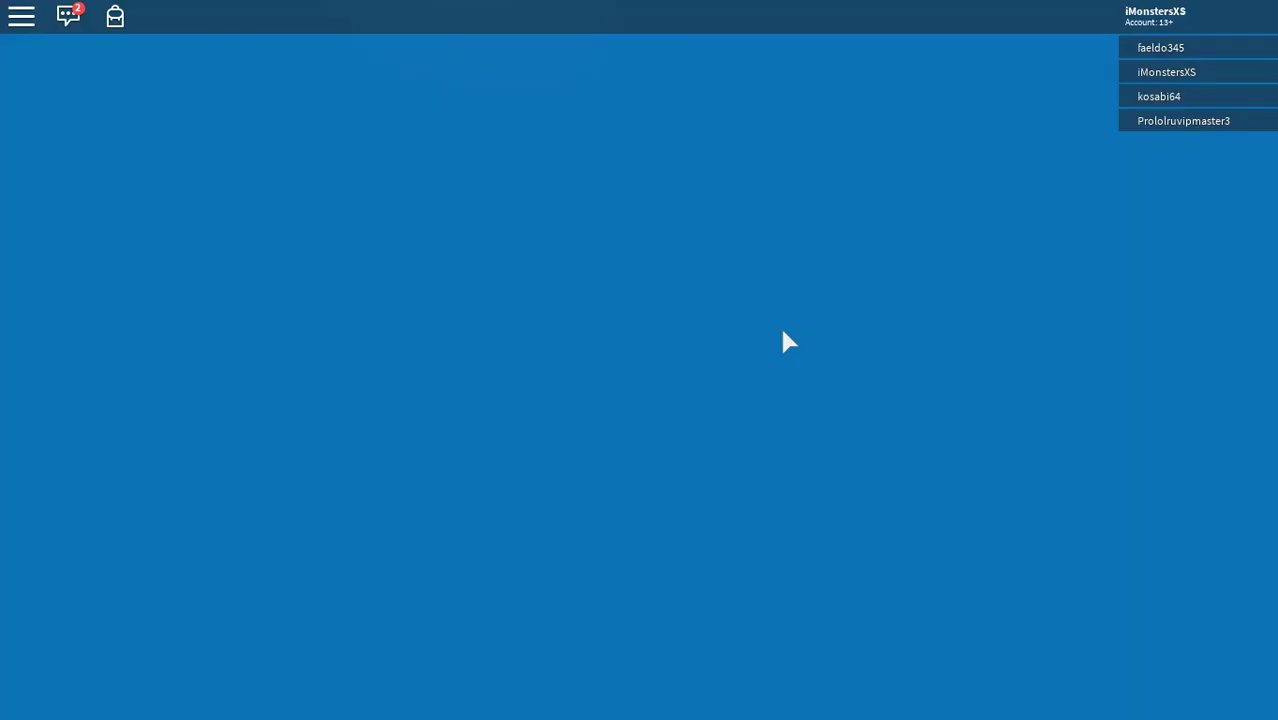 2
iMonstersXS
Account: 13+
faeldo345
iMonstersXS
kosabi64
Prololruvipmaster3